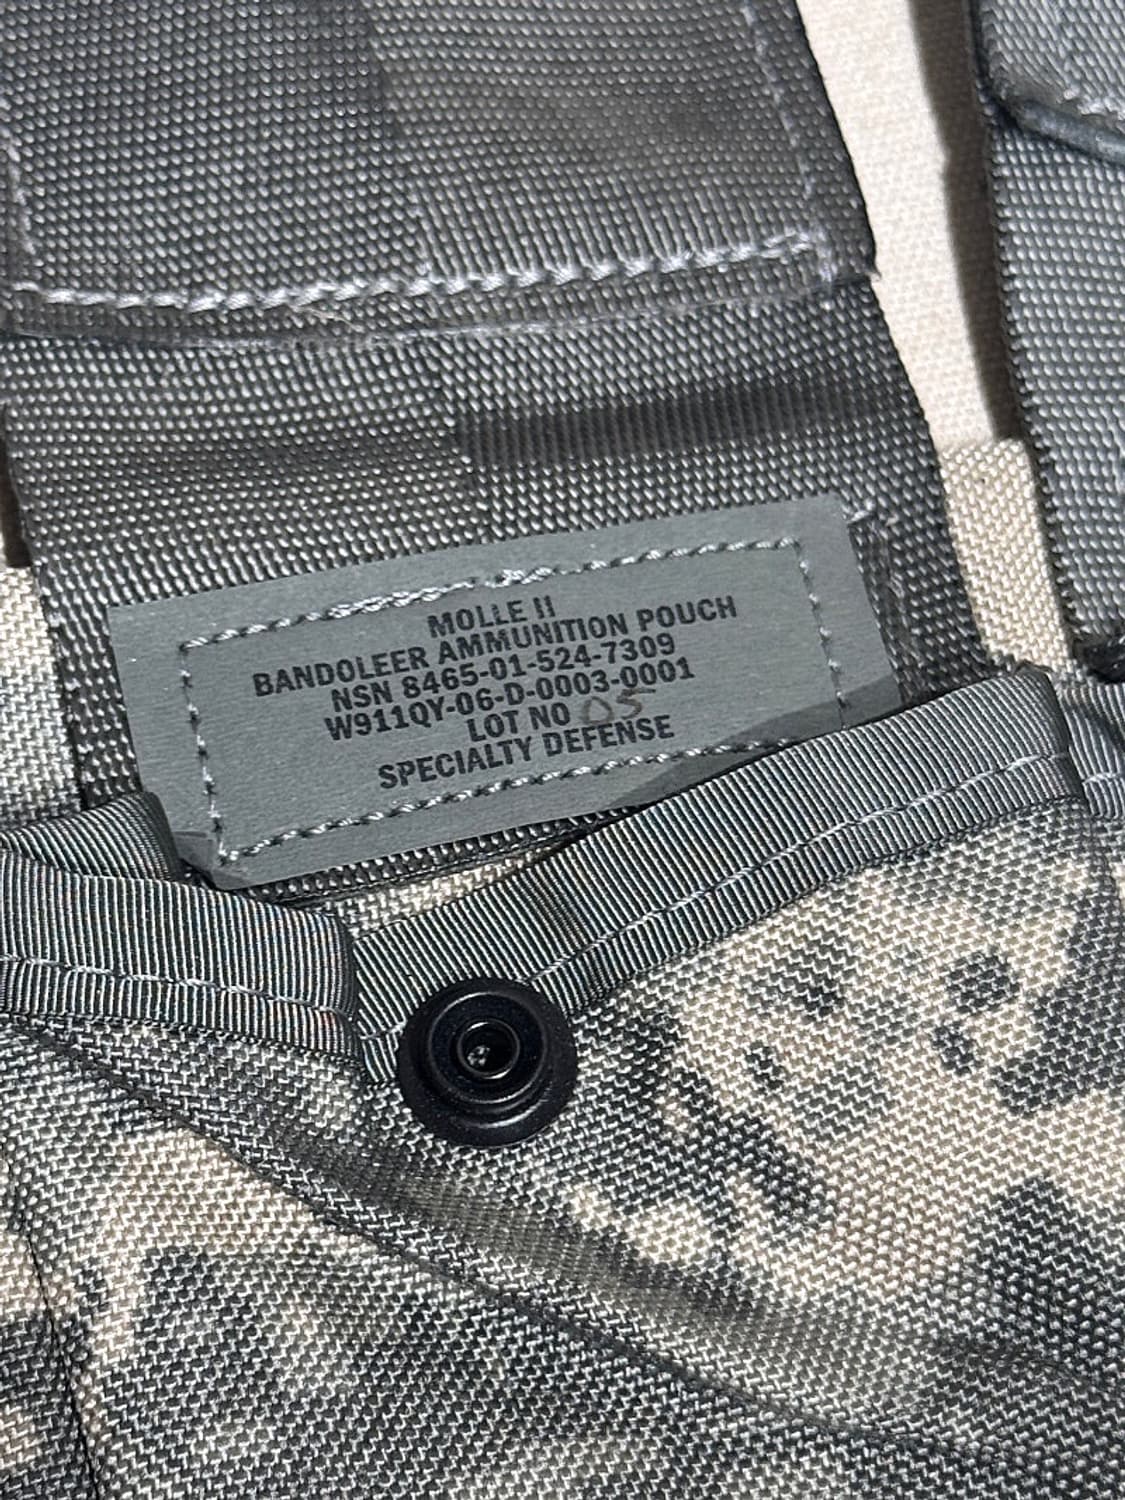 MOLLE II
BANDOLEER AMMUNITION POUCH
NSN 8465-01-524-7309
W911QY-06-D-0003-0001
LOT NO 05
SPECIALTY DEFENSE